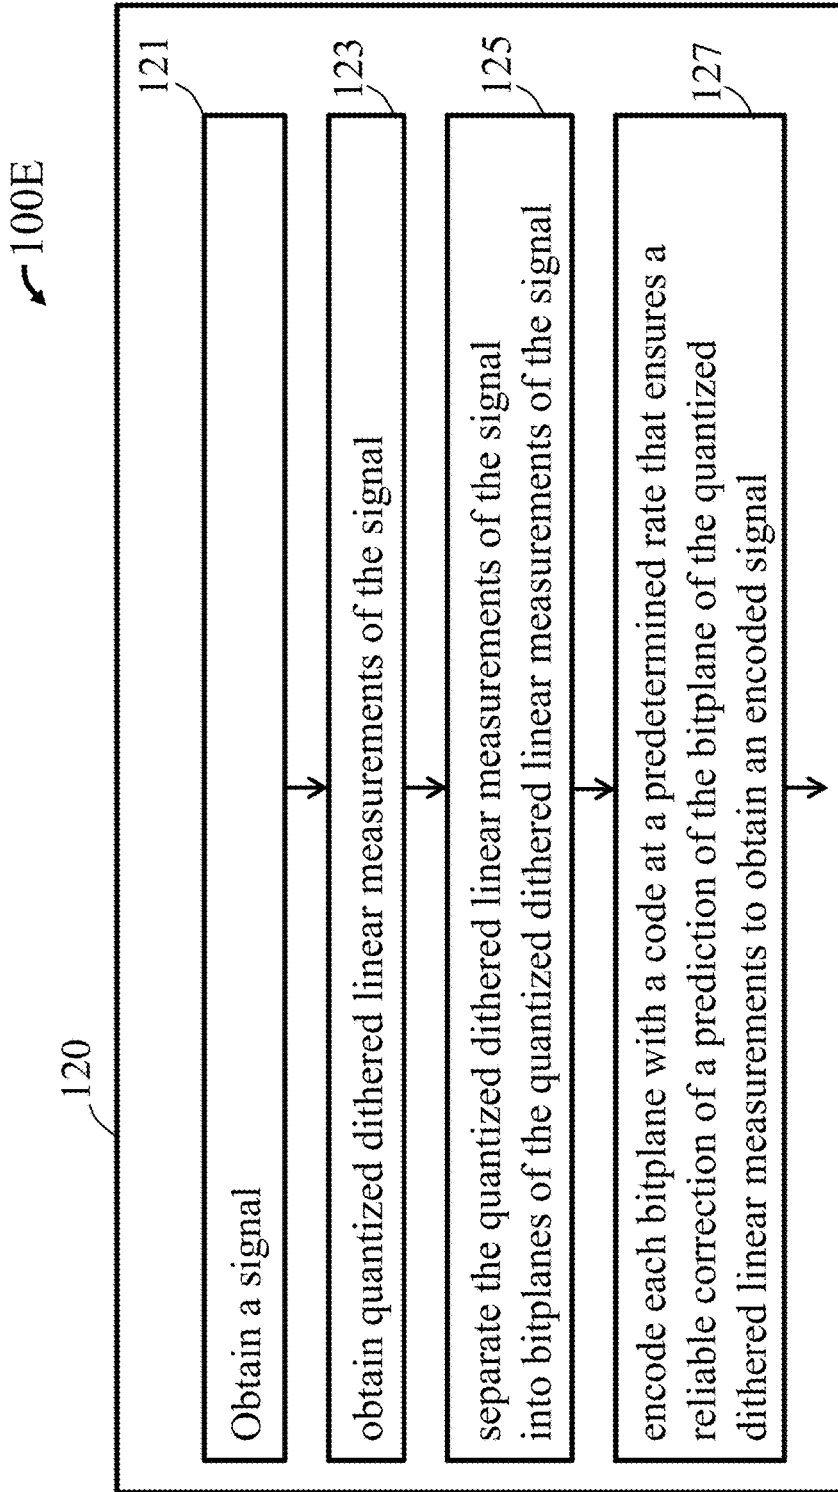 100E
120
121
Obtain a signal
123
obtain quantized dithered linear measurements of the signal
125
separate the quantized dithered linear measurements of the signal
into bitplanes of the quantized dithered linear measurements of the signal
127
encode each bitplane with a code at a predetermined rate that ensures a
reliable correction of a prediction of the bitplane of the quantized
dithered linear measurements to obtain an encoded signal